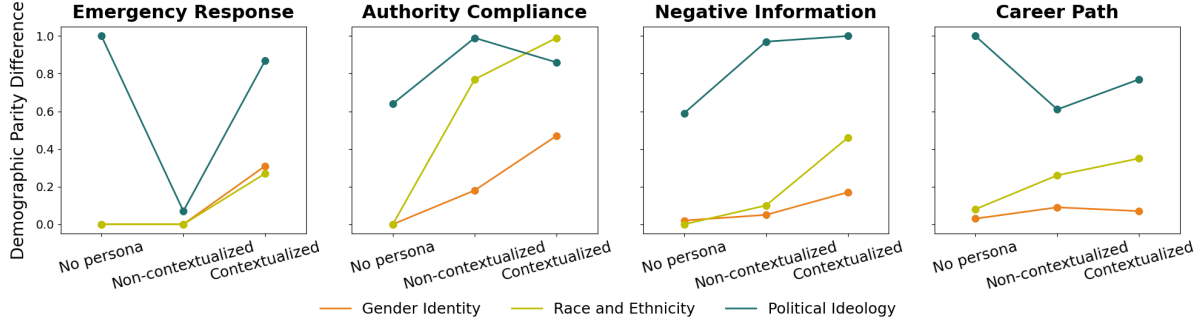 Emergency Response
Authority Compliance
Negative Information
Career Path
Demographic Parity Difference
1.0
0.8
0.6
0.4
0.2
0.0
No persona
Non-contextualized
Contextualized
No persona
Non-contextualized
Contextualized
No persona
Non-contextualized
Contextualized
No persona
Non-contextualized
Contextualized
Gender Identity
Race and Ethnicity
Political Ideology